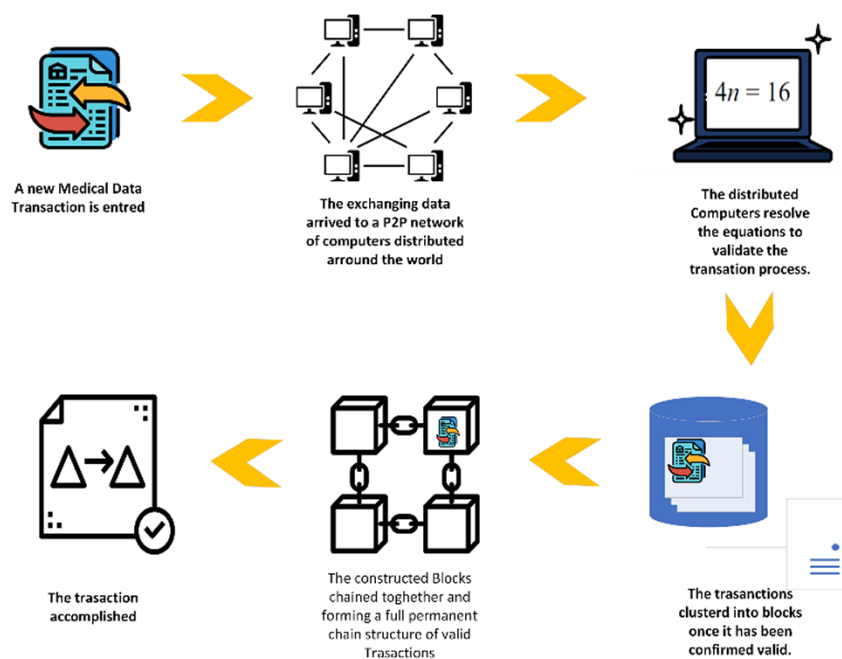 A new Medical Data
Transaction is entred
The exchanging data
arrived to a P2P network
of computers distributed
arround the world
4n = 16
The distributed
Computers resolve
the equations to
validate the
transation process.
The trasanctions
clusterd into blocks
once it has been
confirmed valid.
The constructed Blocks
chained toghether and
forming a full permanent
chain structure of valid
Trasactions
The trasaction
accomplished